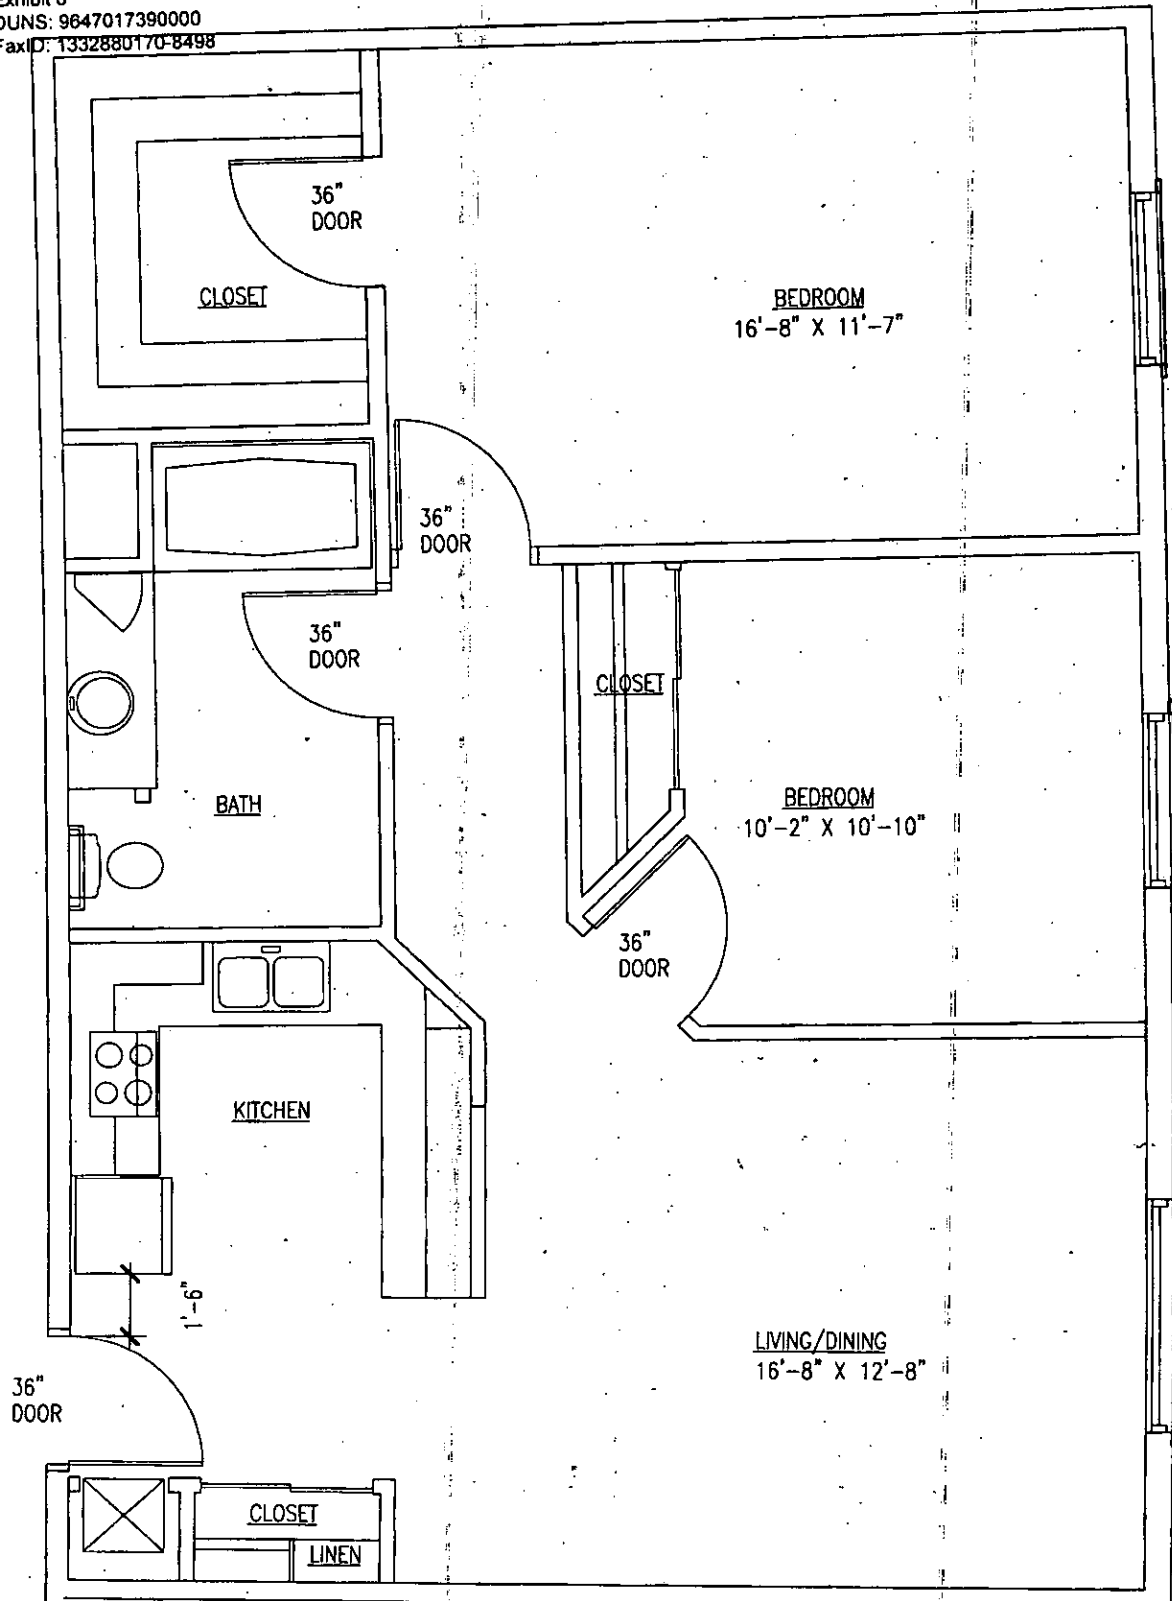 Exhibit 8
DUNS: 9647017390000
FaxID: 1332880170-8498
36"
DOOR
CLOSET
BEDROOM
16'-8" X 11'-7"
36"
DOOR
36"
DOOR
CLOSET
BEDROOM
10'-2" X 10'-10"
BATH
36"
DOOR
KITCHEN
1'-6"
LIVING/DINING
16'-8" X 12'-8"
36"
DOOR
CLOSET
LINEN